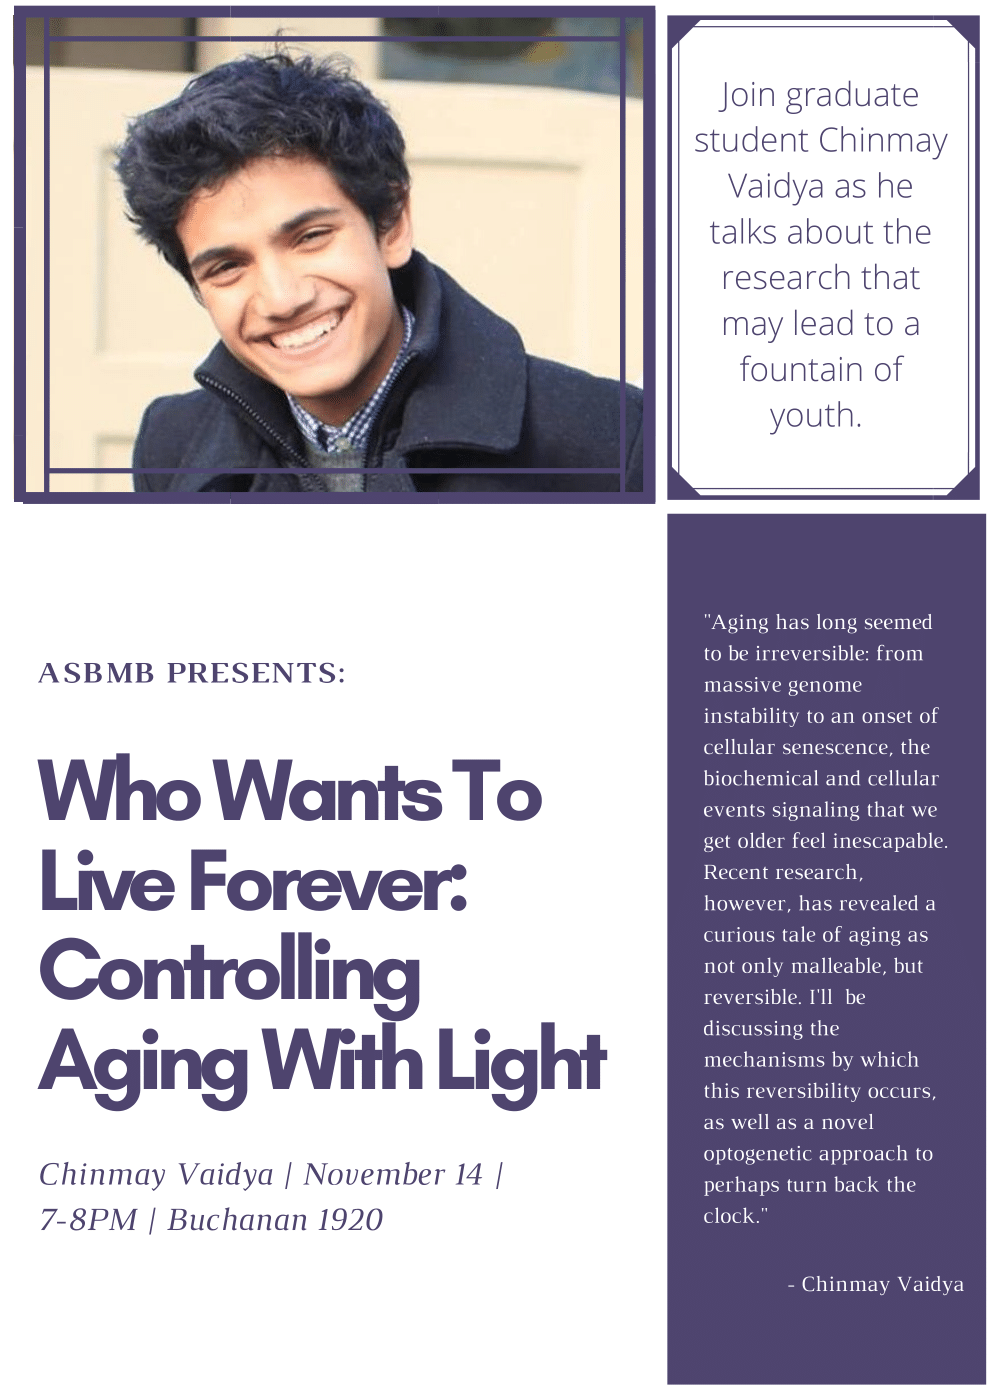 Join graduate
student Chinmay
Vaidya as he
talks about the
research that
may lead to a
fountain of
youth.
ASBMB PRESENTS:
Who Wants To
Live Forever:
Controlling
Aging With Light
Chinmay Vaidya | November 14 |
7-8PM | Buchanan 1920
"Aging has long seemed
to be irreversible: from
massive genome
instability to an onset of
cellular senescence, the
biochemical and cellular
events signaling that we
get older feel inescapable.
Recent research,
however, has revealed a
curious tale of aging as
not only malleable, but
reversible. I'll  be
discussing the
mechanisms by which
this reversibility occurs,
as well as a novel
optogenetic approach to
perhaps turn back the
clock."
- Chinmay Vaidya